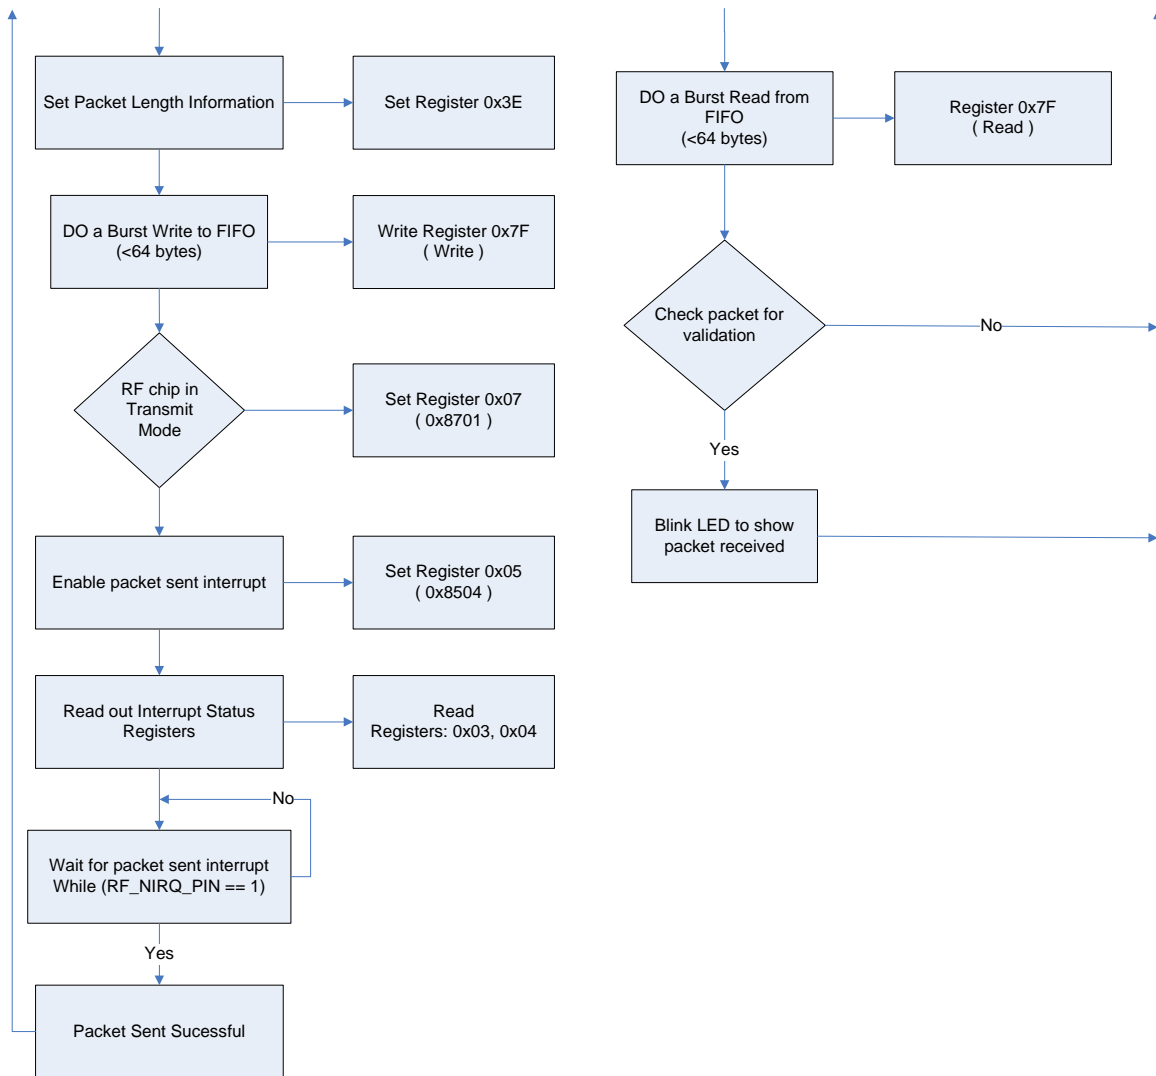 Set Packet Length Information
Set Register 0x3E
DO a Burst Write to FIFO
(<64 bytes)
Write Register 0x7F
( Write )
RF chip in
Transmit
Mode
Set Register 0x07
( 0x8701 )
Enable packet sent interrupt
Set Register 0x05
( 0x8504 )
Read out Interrupt Status
Registers
Read
Registers: 0x03, 0x04
No
Wait for packet sent interrupt
While (RF_NIRQ_PIN == 1)
Yes
Packet Sent Sucessful
DO a Burst Read from
FIFO
(<64 bytes)
Register 0x7F
( Read )
Check packet for
validation
No
Yes
Blink LED to show
packet received